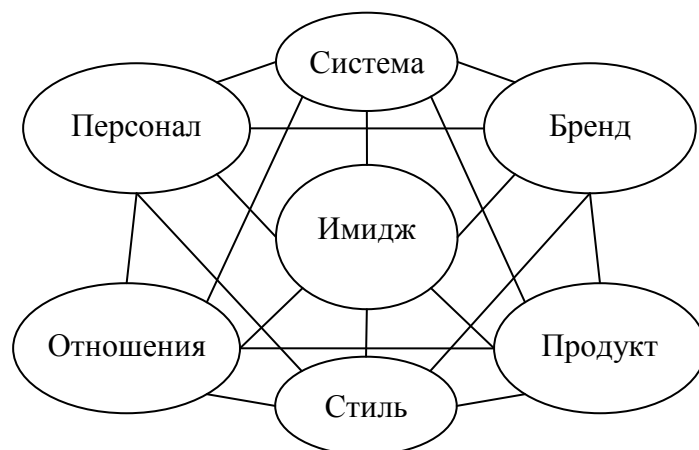 Система
Персонал
Бренд
Имидж
Отношения
Продукт
Стиль